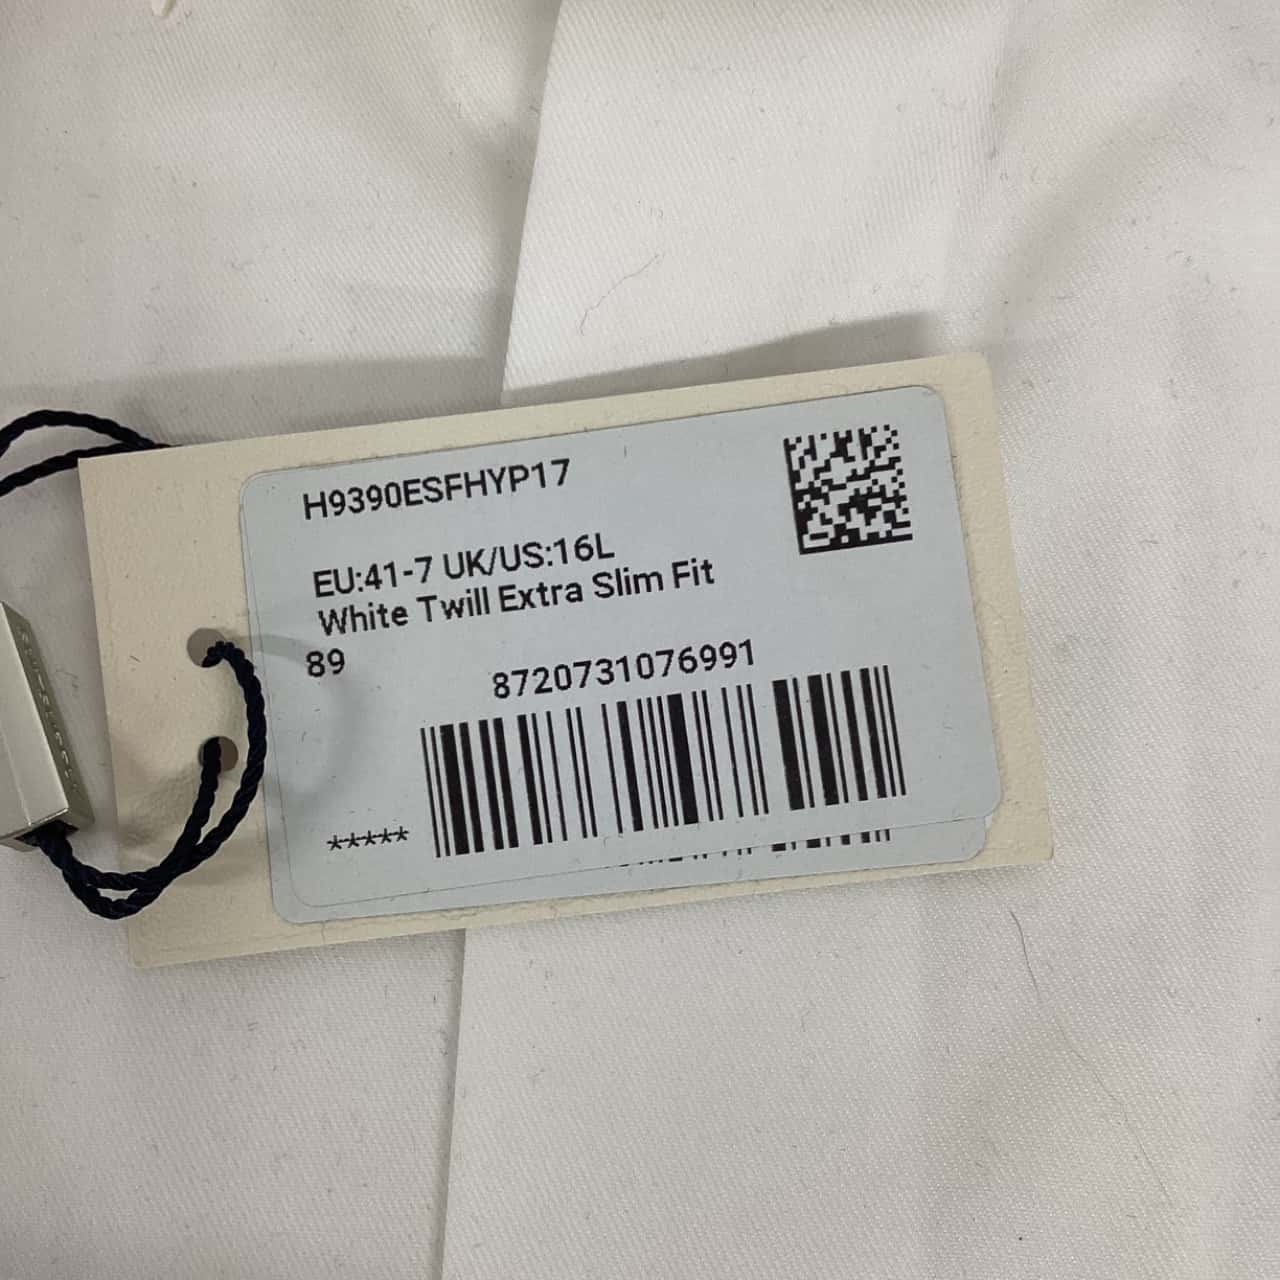 H9390ESFHYP17
EU:41-7 UK/US:16L
White Twill Extra Slim Fit
89
8720731076991
*****